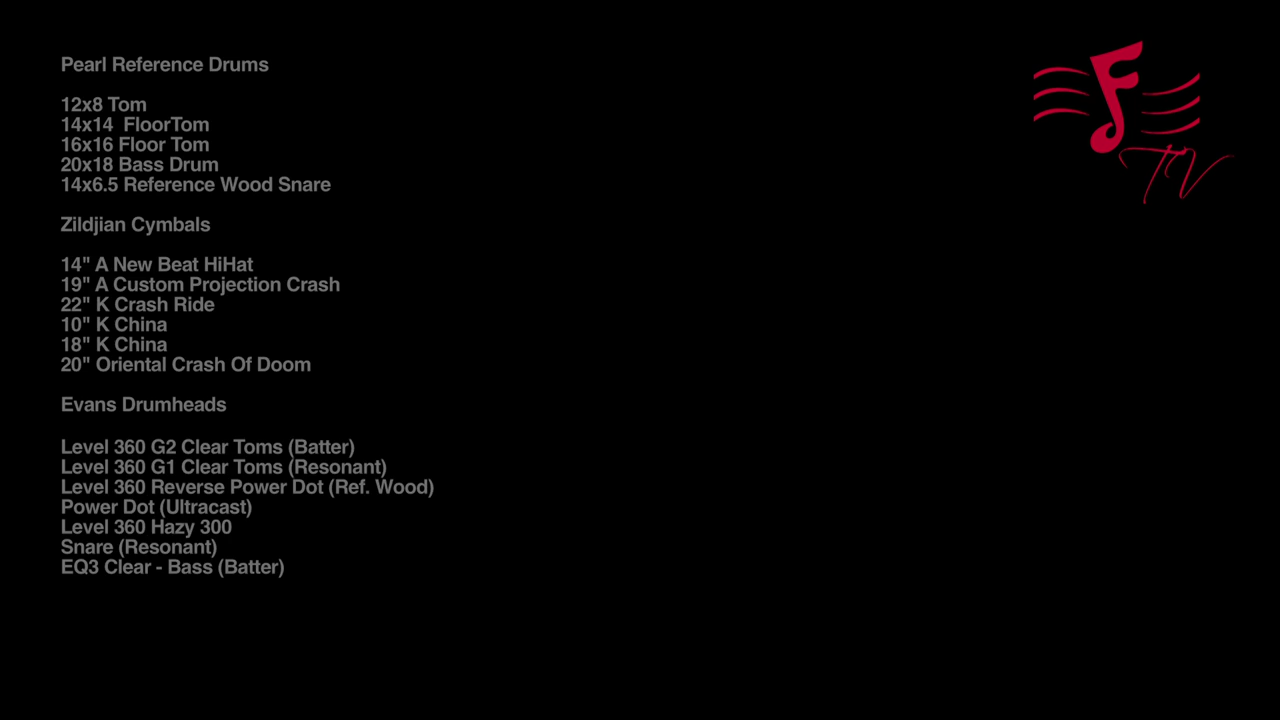 Pearl Reference Drums
12x8 Tom
14x14  FloorTom
16x16 Floor Tom
20x18 Bass Drum
14x6.5 Reference Wood Snare
Zildjian Cymbals
14" A New Beat HiHat
19" A Custom Projection Crash
22" K Crash Ride
10" K China
18" K China
20" Oriental Crash Of Doom
Evans Drumheads
Level 360 G2 Clear Toms (Batter)
Level 360 G1 Clear Toms (Resonant)
Level 360 Reverse Power Dot (Ref. Wood)
Power Dot (Ultracast)
Level 360 Hazy 300
Snare (Resonant)
EQ3 Clear - Bass (Batter)
F
TV